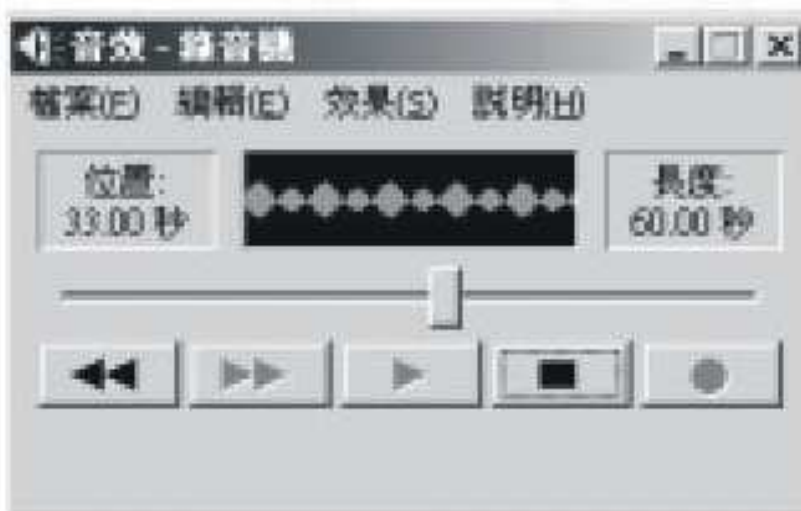 音效 - 錄音機
檔案(F) 編輯(E) 效果(S) 說明(H)
位置:
33.00 秒
長度:
60.00 秒